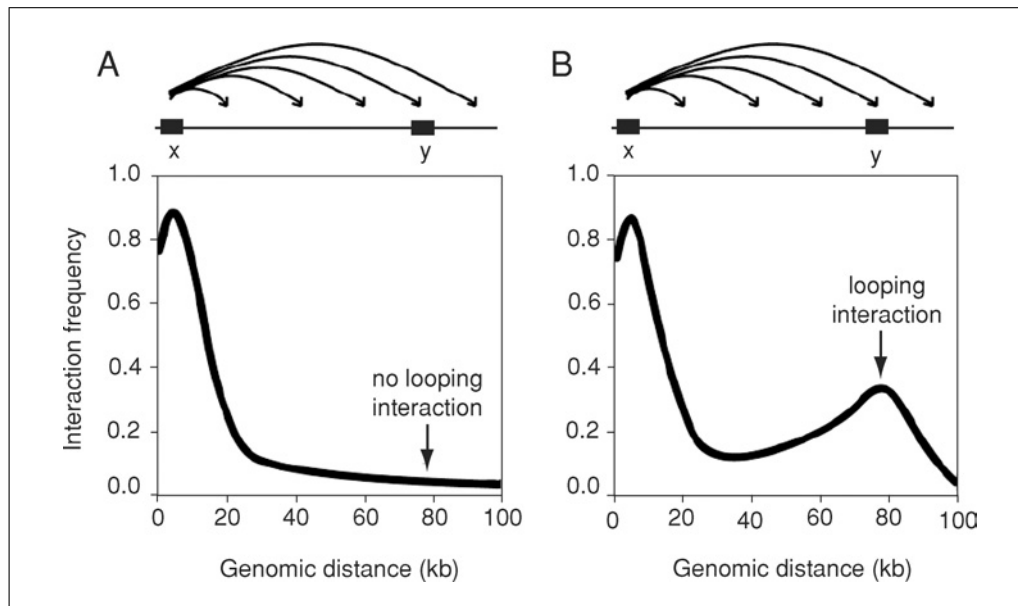 A
x
y
1.0
0.8
0.6
0.4
0.2
0.0
Interaction frequency
no looping
interaction
0
20
40
60
80
100
Genomic distance (kb)
B
x
y
1.0
0.8
0.6
0.4
0.2
0.0
looping
interaction
0
20
40
60
80
100
Genomic distance (kb)